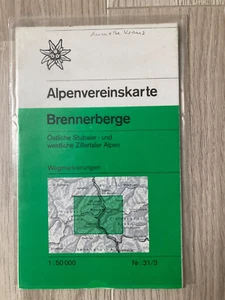 Alpenvereinskarte
Brennerberge
Östliche Stubaier- und
westliche Zillertaler Alpen
Wegmarkierungen
1:50 000
Nr. 31/3